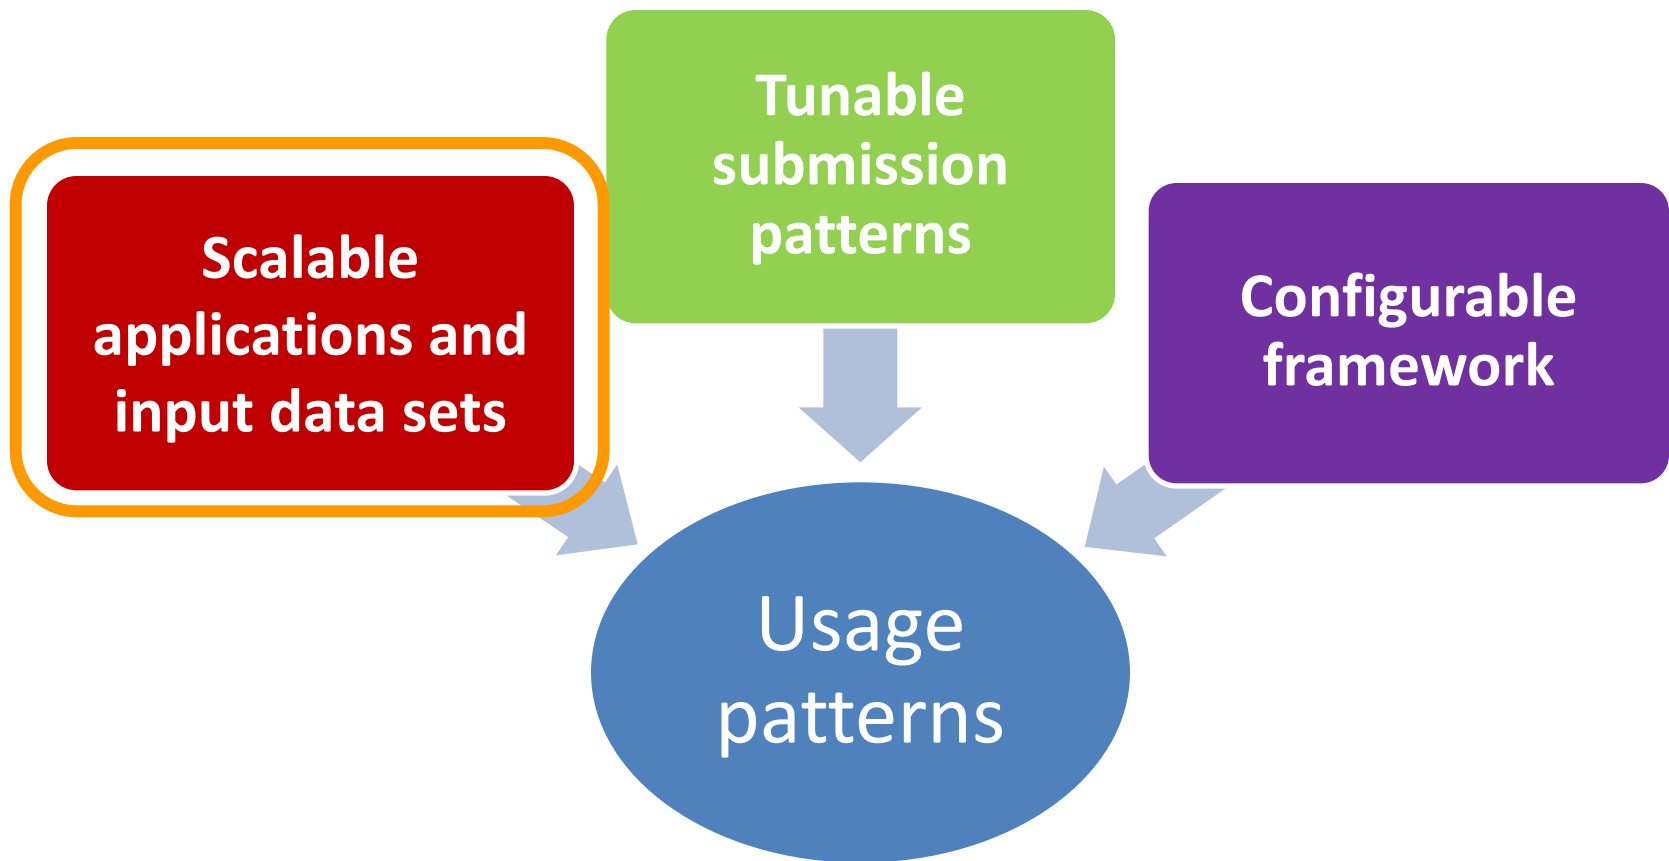 Tunable
submission
patterns
Scalable
applications and
input data sets
Configurable
framework
Usage
patterns